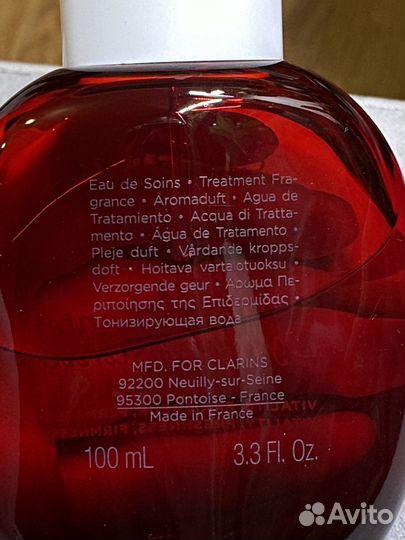 Eau de Soins • Treatment Fra-
grance • Aromaduft • Agua de
Tratamiento • Acqua di Tratta-
mento • Água de Tratamento •
Pleje duft • Vårdande kropps-
doft • Hoitava vartalotuoksu •
Verzorgende geur • Άρωμα Πε-
ριποίησης της Επιδερμίδας •
Тонизирующая вода
MFD. FOR CLARINS
92200 Neuilly-sur-Seine
95300 Pontoise - France
Made in France
100 mL 3.3 Fl. Oz.
Avito